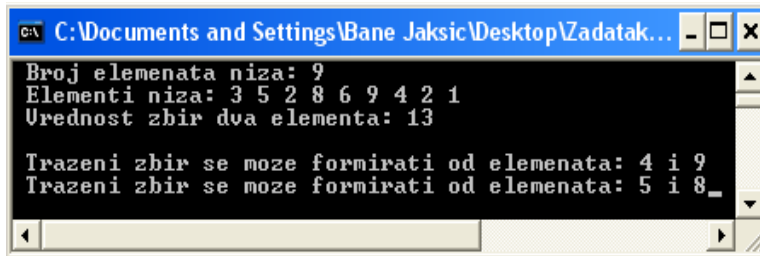 C:\Documents and Settings\Bane Jaksic\Desktop\Zadatak...
Broj elemenata niza: 9
Elementi niza: 3 5 2 8 6 9 4 2 1
Vrednost zbir dva elementa: 13
Trazeni zbir se moze formirati od elemenata: 4 i 9
Trazeni zbir se moze formirati od elemenata: 5 i 8_